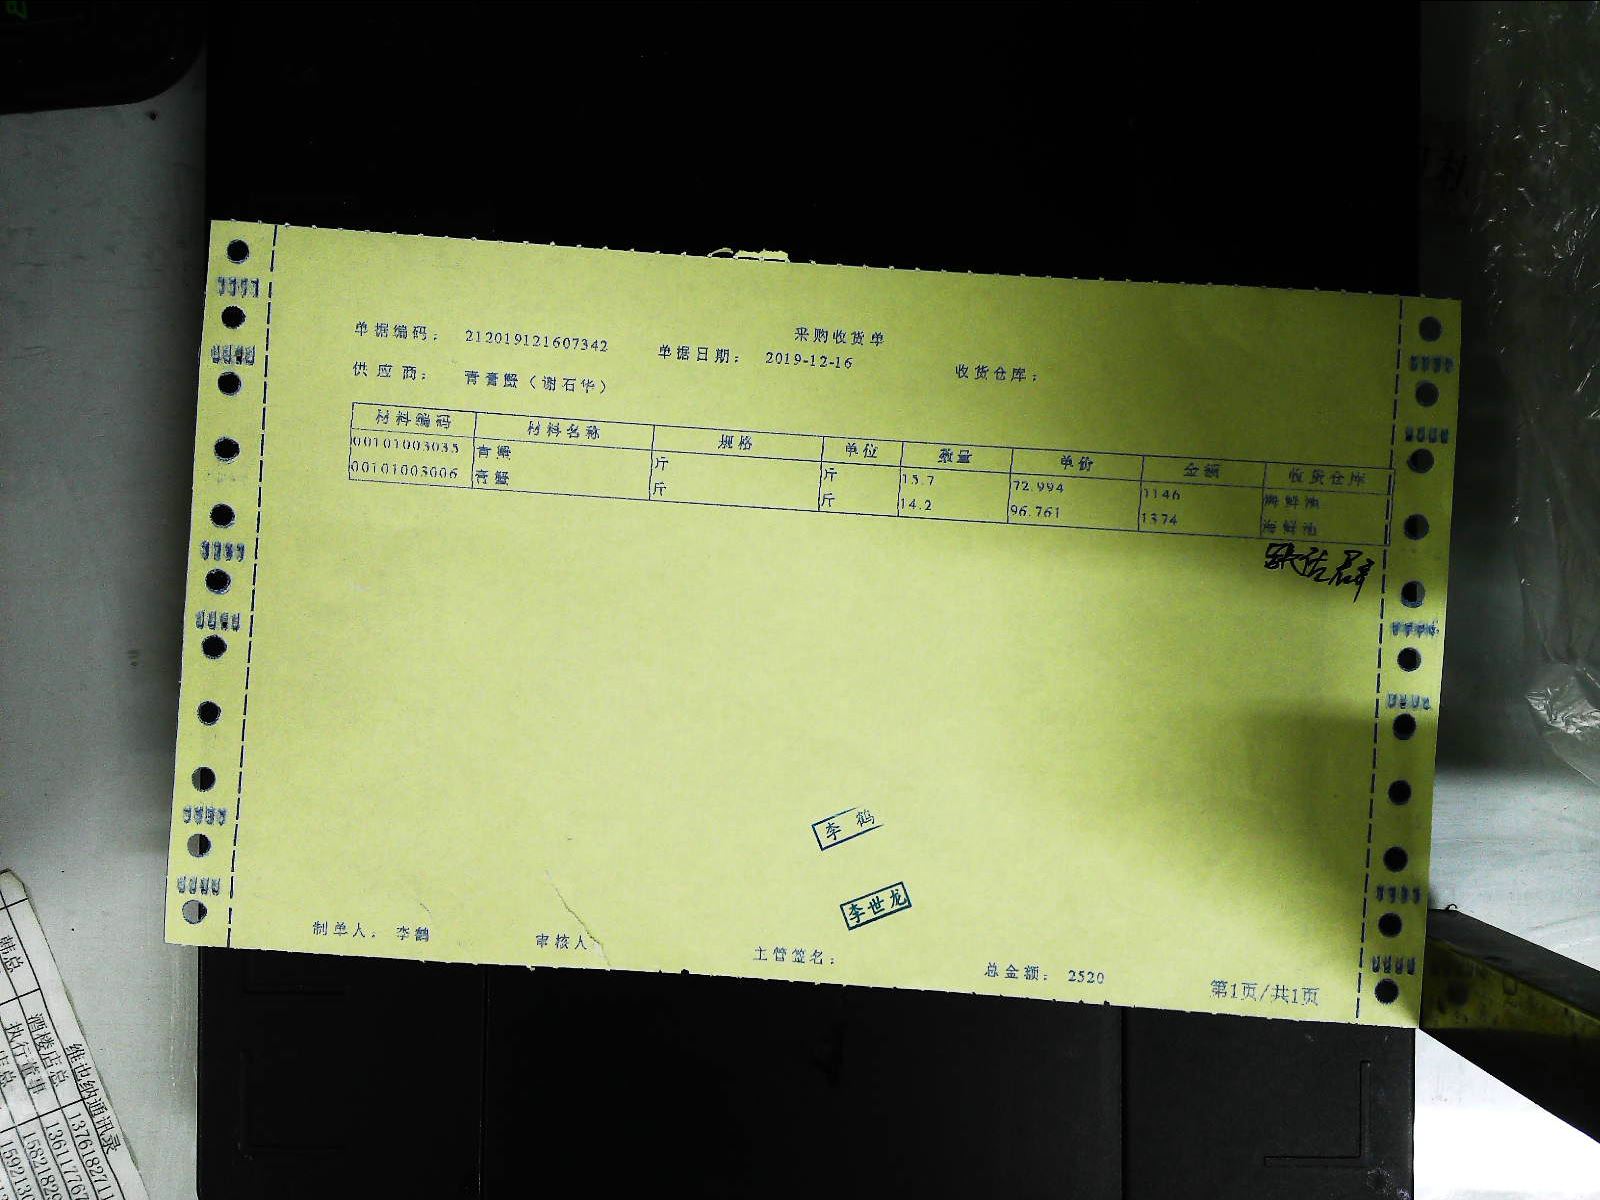 采购收货单
单据编码： 212019121607342 单据日期： 2019-12-16 收货仓库：
供应商： 青膏蟹（谢石华）
材料编码 材料名称 规格 单位 数量 单价 金额 收货仓库
00101003035 青蟹 斤 斤 15.7 72.994 1146 海鲜池
00101003006 膏蟹 斤 斤 14.2 96.761 1374 海鲜池
李鹤
李世龙
制单人： 李鹤 审核人 主管签名： 总金额： 2520 第1页/共1页
维也纳通讯录
酒楼店总
执行董事
韩总